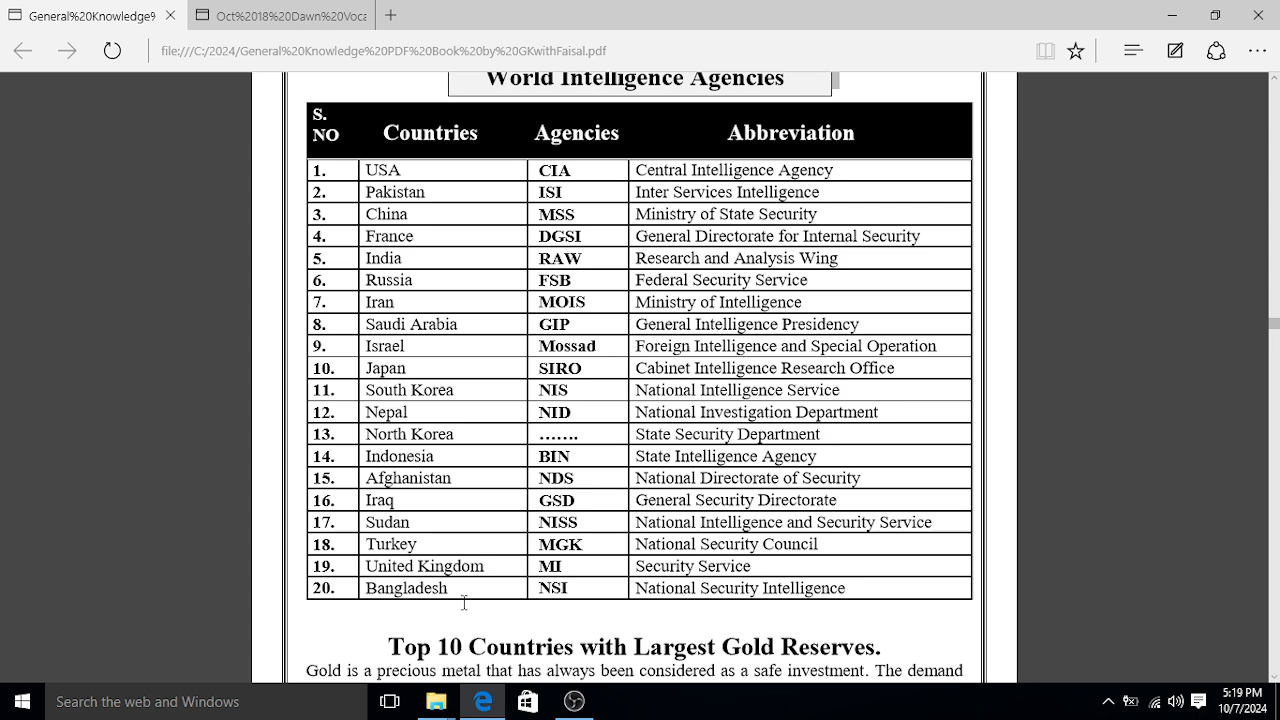 General%20Knowledge9
Oct%2018%20Dawn%20Voca
file:///C:/2024/General%20Knowledge%20PDF%20Book%20by%20GKwithFaisal.pdf
World Intelligence Agencies
S. NO Countries Agencies Abbreviation
1. USA CIA Central Intelligence Agency
2. Pakistan ISI Inter Services Intelligence
3. China MSS Ministry of State Security
4. France DGSI General Directorate for Internal Security
5. India RAW Research and Analysis Wing
6. Russia FSB Federal Security Service
7. Iran MOIS Ministry of Intelligence
8. Saudi Arabia GIP General Intelligence Presidency
9. Israel Mossad Foreign Intelligence and Special Operation
10. Japan SIRO Cabinet Intelligence Research Office
11. South Korea NIS National Intelligence Service
12. Nepal NID National Investigation Department
13. North Korea ....... State Security Department
14. Indonesia BIN State Intelligence Agency
15. Afghanistan NDS National Directorate of Security
16. Iraq GSD General Security Directorate
17. Sudan NISS National Intelligence and Security Service
18. Turkey MGK National Security Council
19. United Kingdom MI Security Service
20. Bangladesh NSI National Security Intelligence
Top 10 Countries with Largest Gold Reserves.
Gold is a precious metal that has always been considered as a safe investment. The demand
Search the web and Windows
5:19 PM
10/7/2024